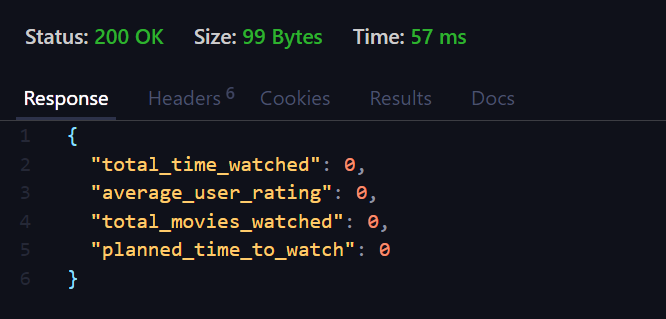 Status: 200 OK Size: 99 Bytes Time: 57 ms
Response Headers 6 Cookies Results Docs
1 {
2 "total_time_watched": 0,
3 "average_user_rating": 0,
4 "total_movies_watched": 0,
5 "planned_time_to_watch": 0
6 }